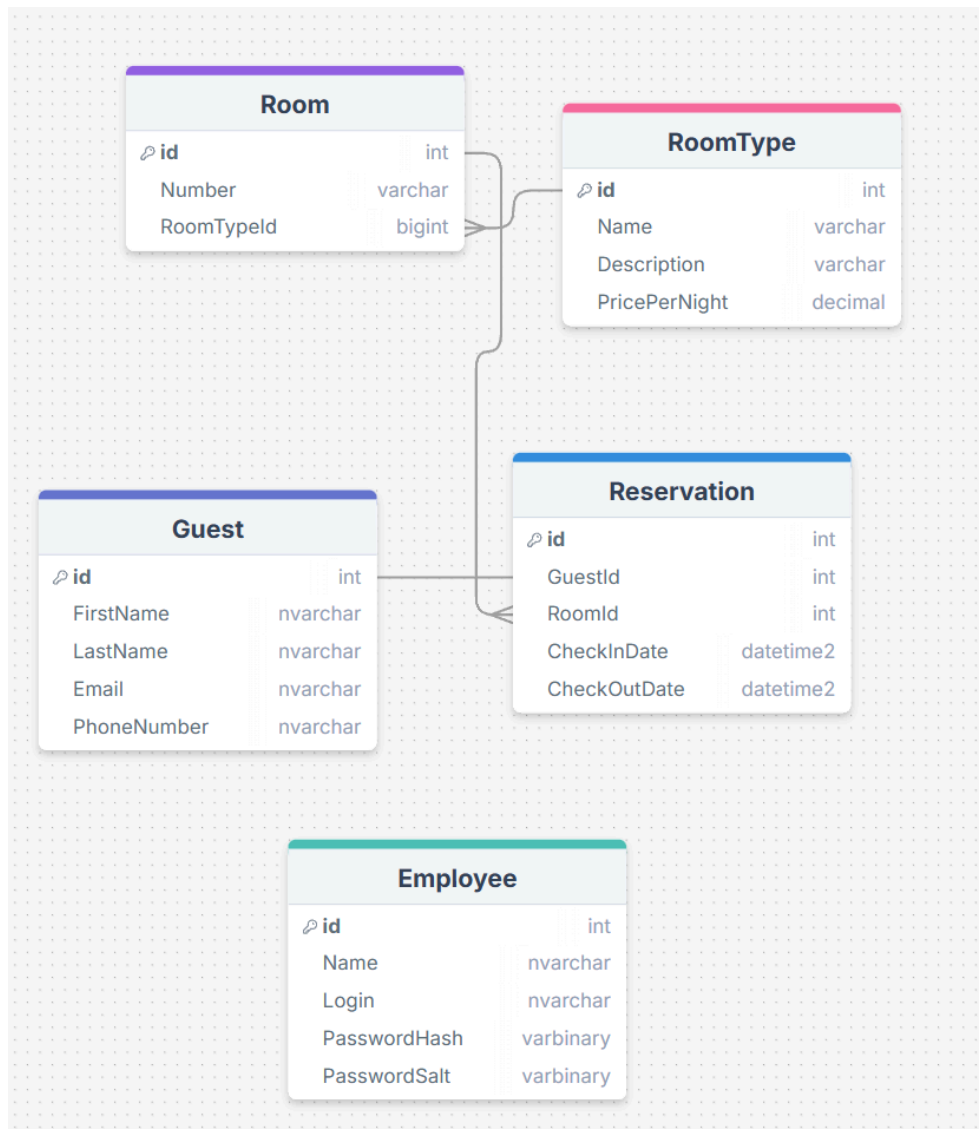 Room
id int
Number varchar
RoomTypeId bigint
RoomType
id int
Name varchar
Description varchar
PricePerNight decimal
Guest
id int
FirstName nvarchar
LastName nvarchar
Email nvarchar
PhoneNumber nvarchar
Reservation
id int
GuestId int
RoomId int
CheckInDate datetime2
CheckOutDate datetime2
Employee
id int
Name nvarchar
Login nvarchar
PasswordHash varbinary
PasswordSalt varbinary